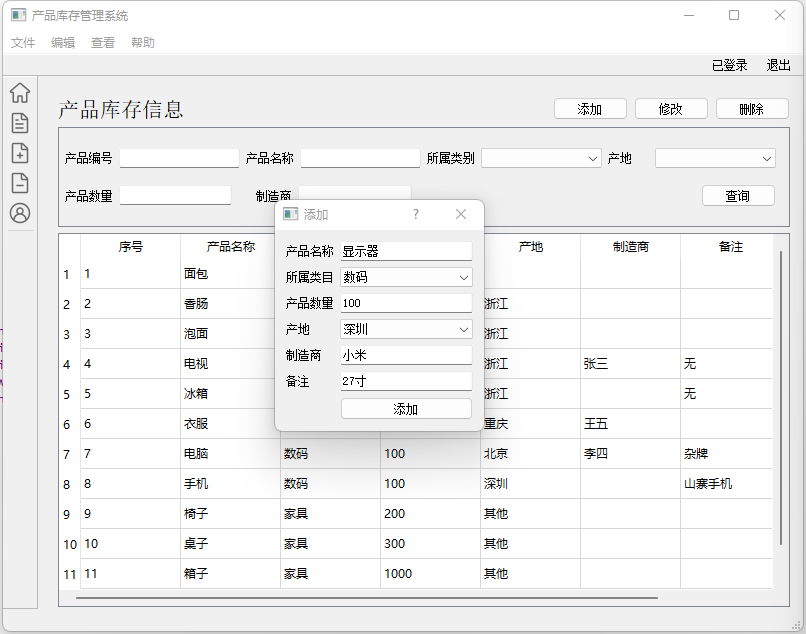 产品库存管理系统
文件 编辑 查看 帮助
已登录 退出
产品库存信息
添加 修改 删除
产品编号 产品名称 所属类别 产地
产品数量 制造商 查询
添加 ?
产品名称 显示器
所属类目 数码
产品数量 100
产地 深圳
制造商 小米
备注 27寸
添加
序号 产品名称 产地 制造商 备注
1 1 面包
2 2 香肠 浙江
3 3 泡面 浙江
4 4 电视 浙江 张三 无
5 5 冰箱 浙江 无
6 6 衣服 重庆 王五
7 7 电脑 数码 100 北京 李四 杂牌
8 8 手机 数码 100 深圳 山寨手机
9 9 椅子 家具 200 其他
10 10 桌子 家具 300 其他
11 11 箱子 家具 1000 其他